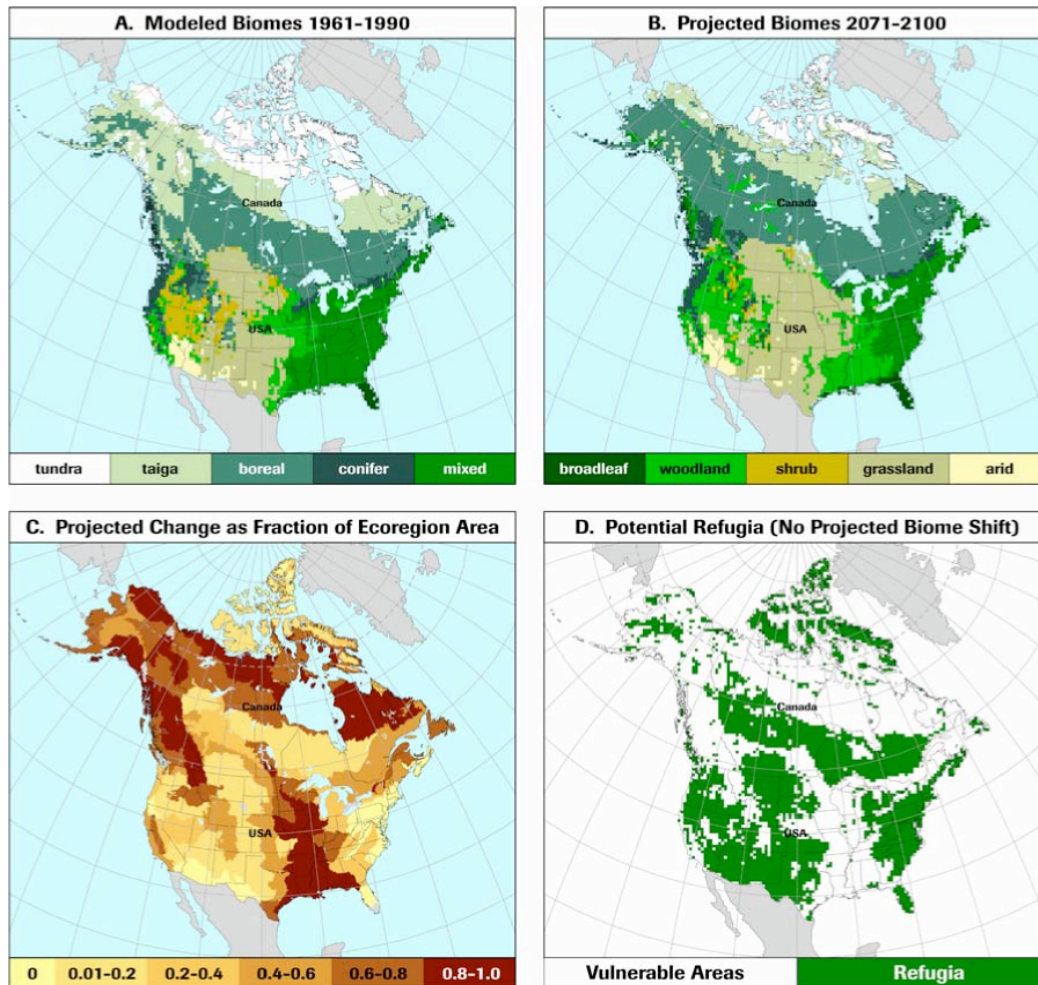 A. Modeled Biomes 1961-1990
B. Projected Biomes 2071-2100
Canada
USA
Canada
USA
tundra taiga boreal conifer mixed
broadleaf woodland shrub grassland arid
C. Projected Change as Fraction of Ecoregion Area
D. Potential Refugia (No Projected Biome Shift)
Canada
USA
Canada
USA
0 0.01-0.2 0.2-0.4 0.4-0.6 0.6-0.8 0.8-1.0
Vulnerable Areas Refugia